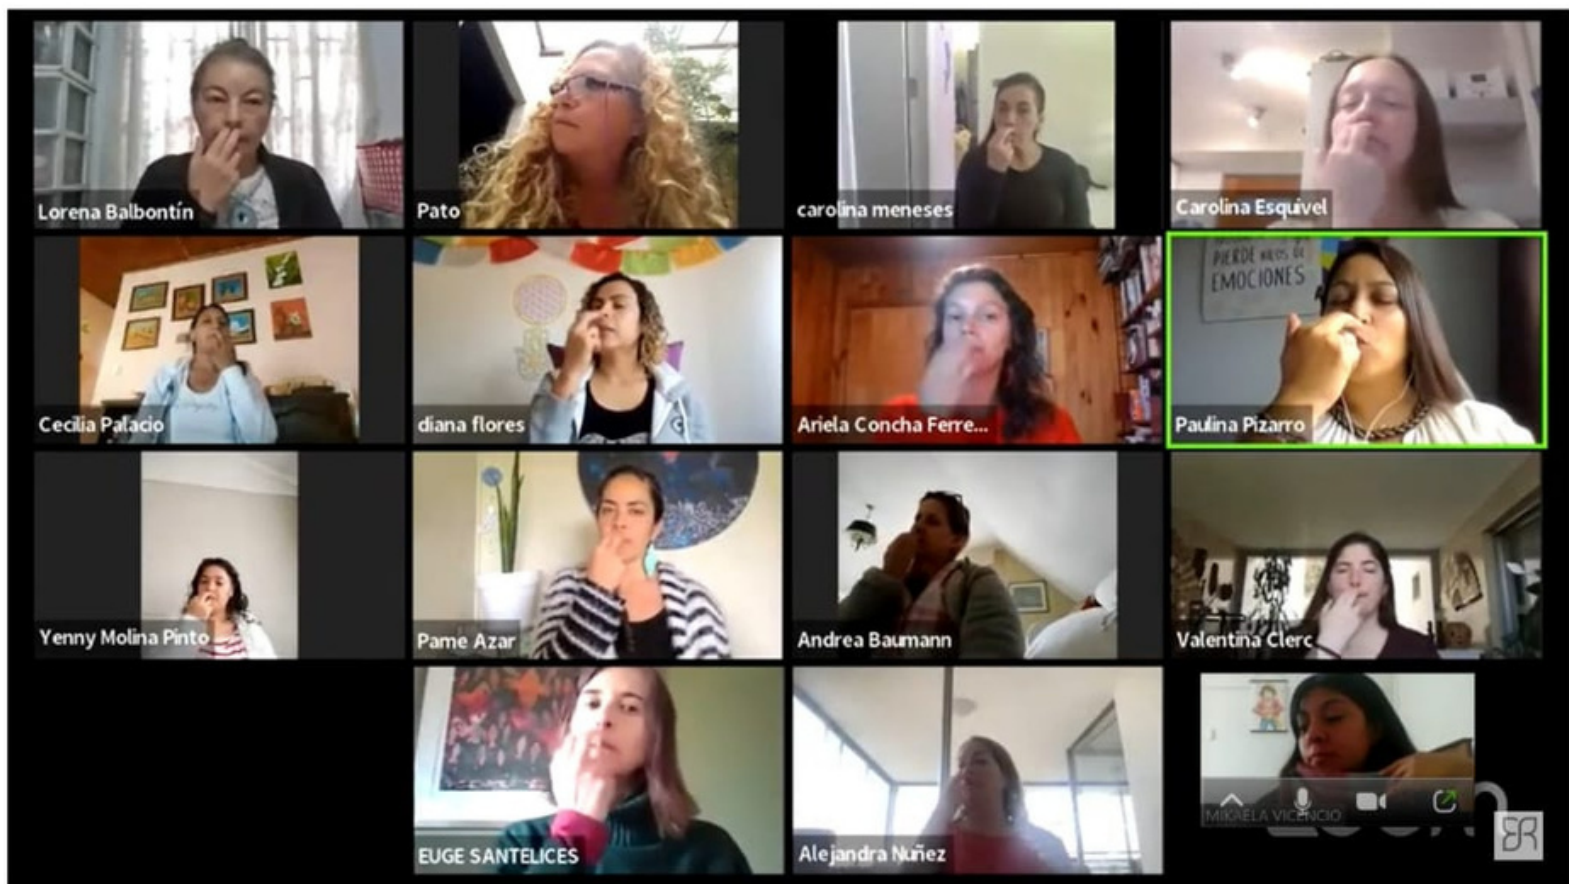 Lorena Balbontín
Pato
carolina meneses
Carolina Esquivel
Cecilia Palacio
diana flores
Ariela Concha Ferre...
PIERDE
EMOCIONES
Paulina Pizarro
Yenny Molina Pinto
Pame Azar
Andrea Baumann
Valentina Clerc
EUGE SANTELICES
Alejandra Nuñez
MIKAELA VICENCIO